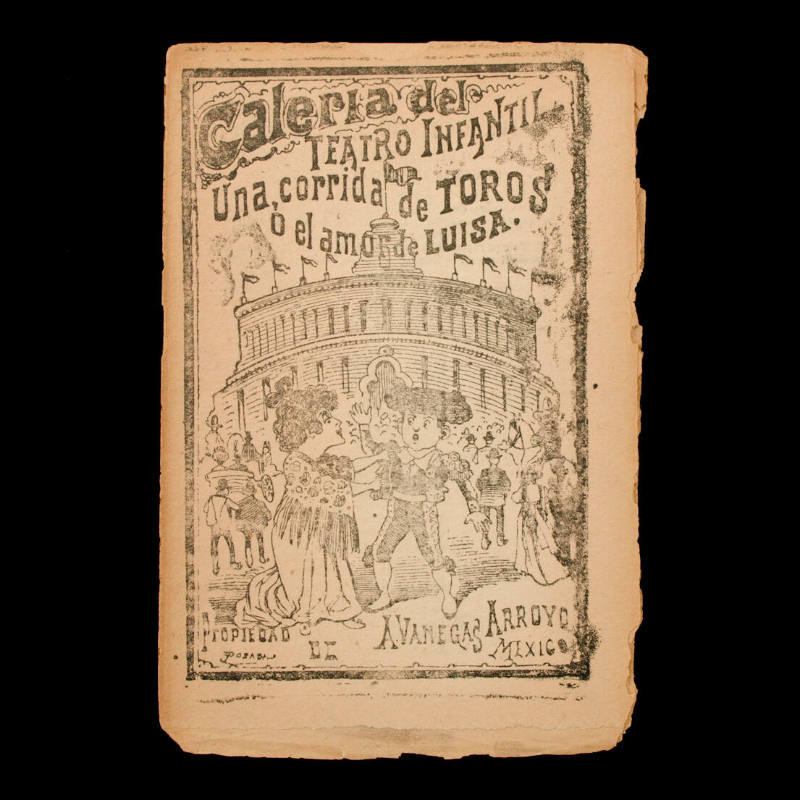 Galeria del
TEATRO INFANTIL.
Una, corrida de TOROS
ó el amor de LUISA.
PROPIEDAD DE A. VANEGAS ARROYO
POSADA
MEXICO